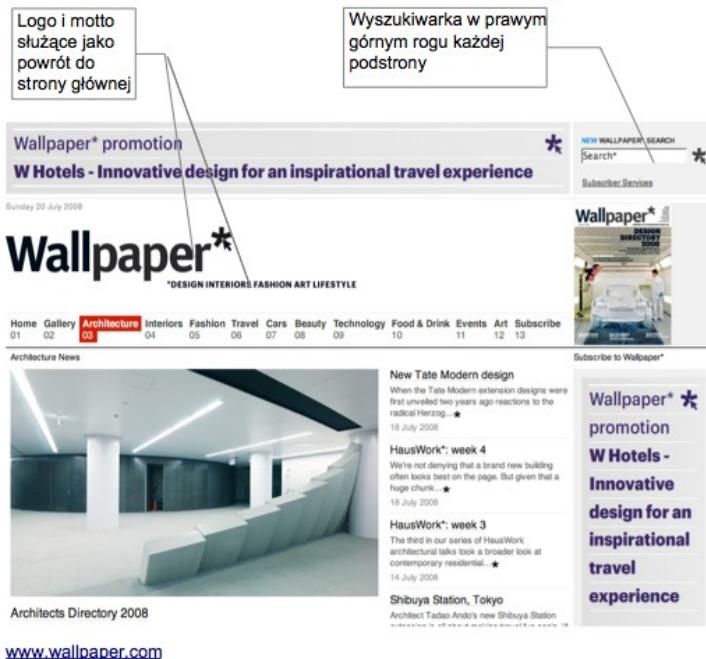 Logo i motto
służące jako
powrót do
strony głównej
Wyszukiwarka w prawym
górnym rogu każdej
podstrony
Wallpaper* promotion
W Hotels - Innovative design for an inspirational travel experience
NEW WALLPAPER* SEARCH
Search*
Subscriber Services
Sunday 20 July 2008
Wallpaper*
*DESIGN INTERIORS FASHION ART LIFESTYLE
Wallpaper*
DESIGN
DIRECTORY
2008
Home Gallery Architecture Interiors Fashion Travel Cars Beauty Technology Food & Drink Events Art Subscribe
01 02 03 04 05 06 07 08 09 10 11 12 13
Architecture News
Subscribe to Wallpaper*
New Tate Modern design
When the Tate Modern extension designs were
first unveiled two years ago reactions to the
radical Herzog...
18 July 2008
HausWork*: week 4
We're not denying that a brand new building
often looks best on the page. But given that a
huge chunk...
18 July 2008
HausWork*: week 3
The third in our series of HausWork
architectural talks took a broader look at
contemporary residential...
14 July 2008
Shibuya Station, Tokyo
Architect Tadao Ando's new Shibuya Station
Wallpaper*
promotion
W Hotels -
Innovative
design for an
inspirational
travel
experience
Architects Directory 2008
www.wallpaper.com